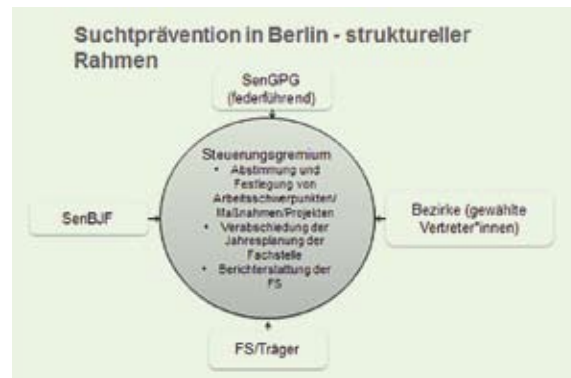 Suchtprävention in Berlin - struktureller
Rahmen
SenGPG
(federführend)
Steuerungsgremium
• Abstimmung und
Festlegung von
Arbeitsschwerpunkten/
Maßnahmen/Projekten
• Verabschiedung der
Jahresplanung der
Fachstelle
• Berichterstattung der
FS
SenBJF
Bezirke (gewählte
Vertreter*innen)
FS/Träger